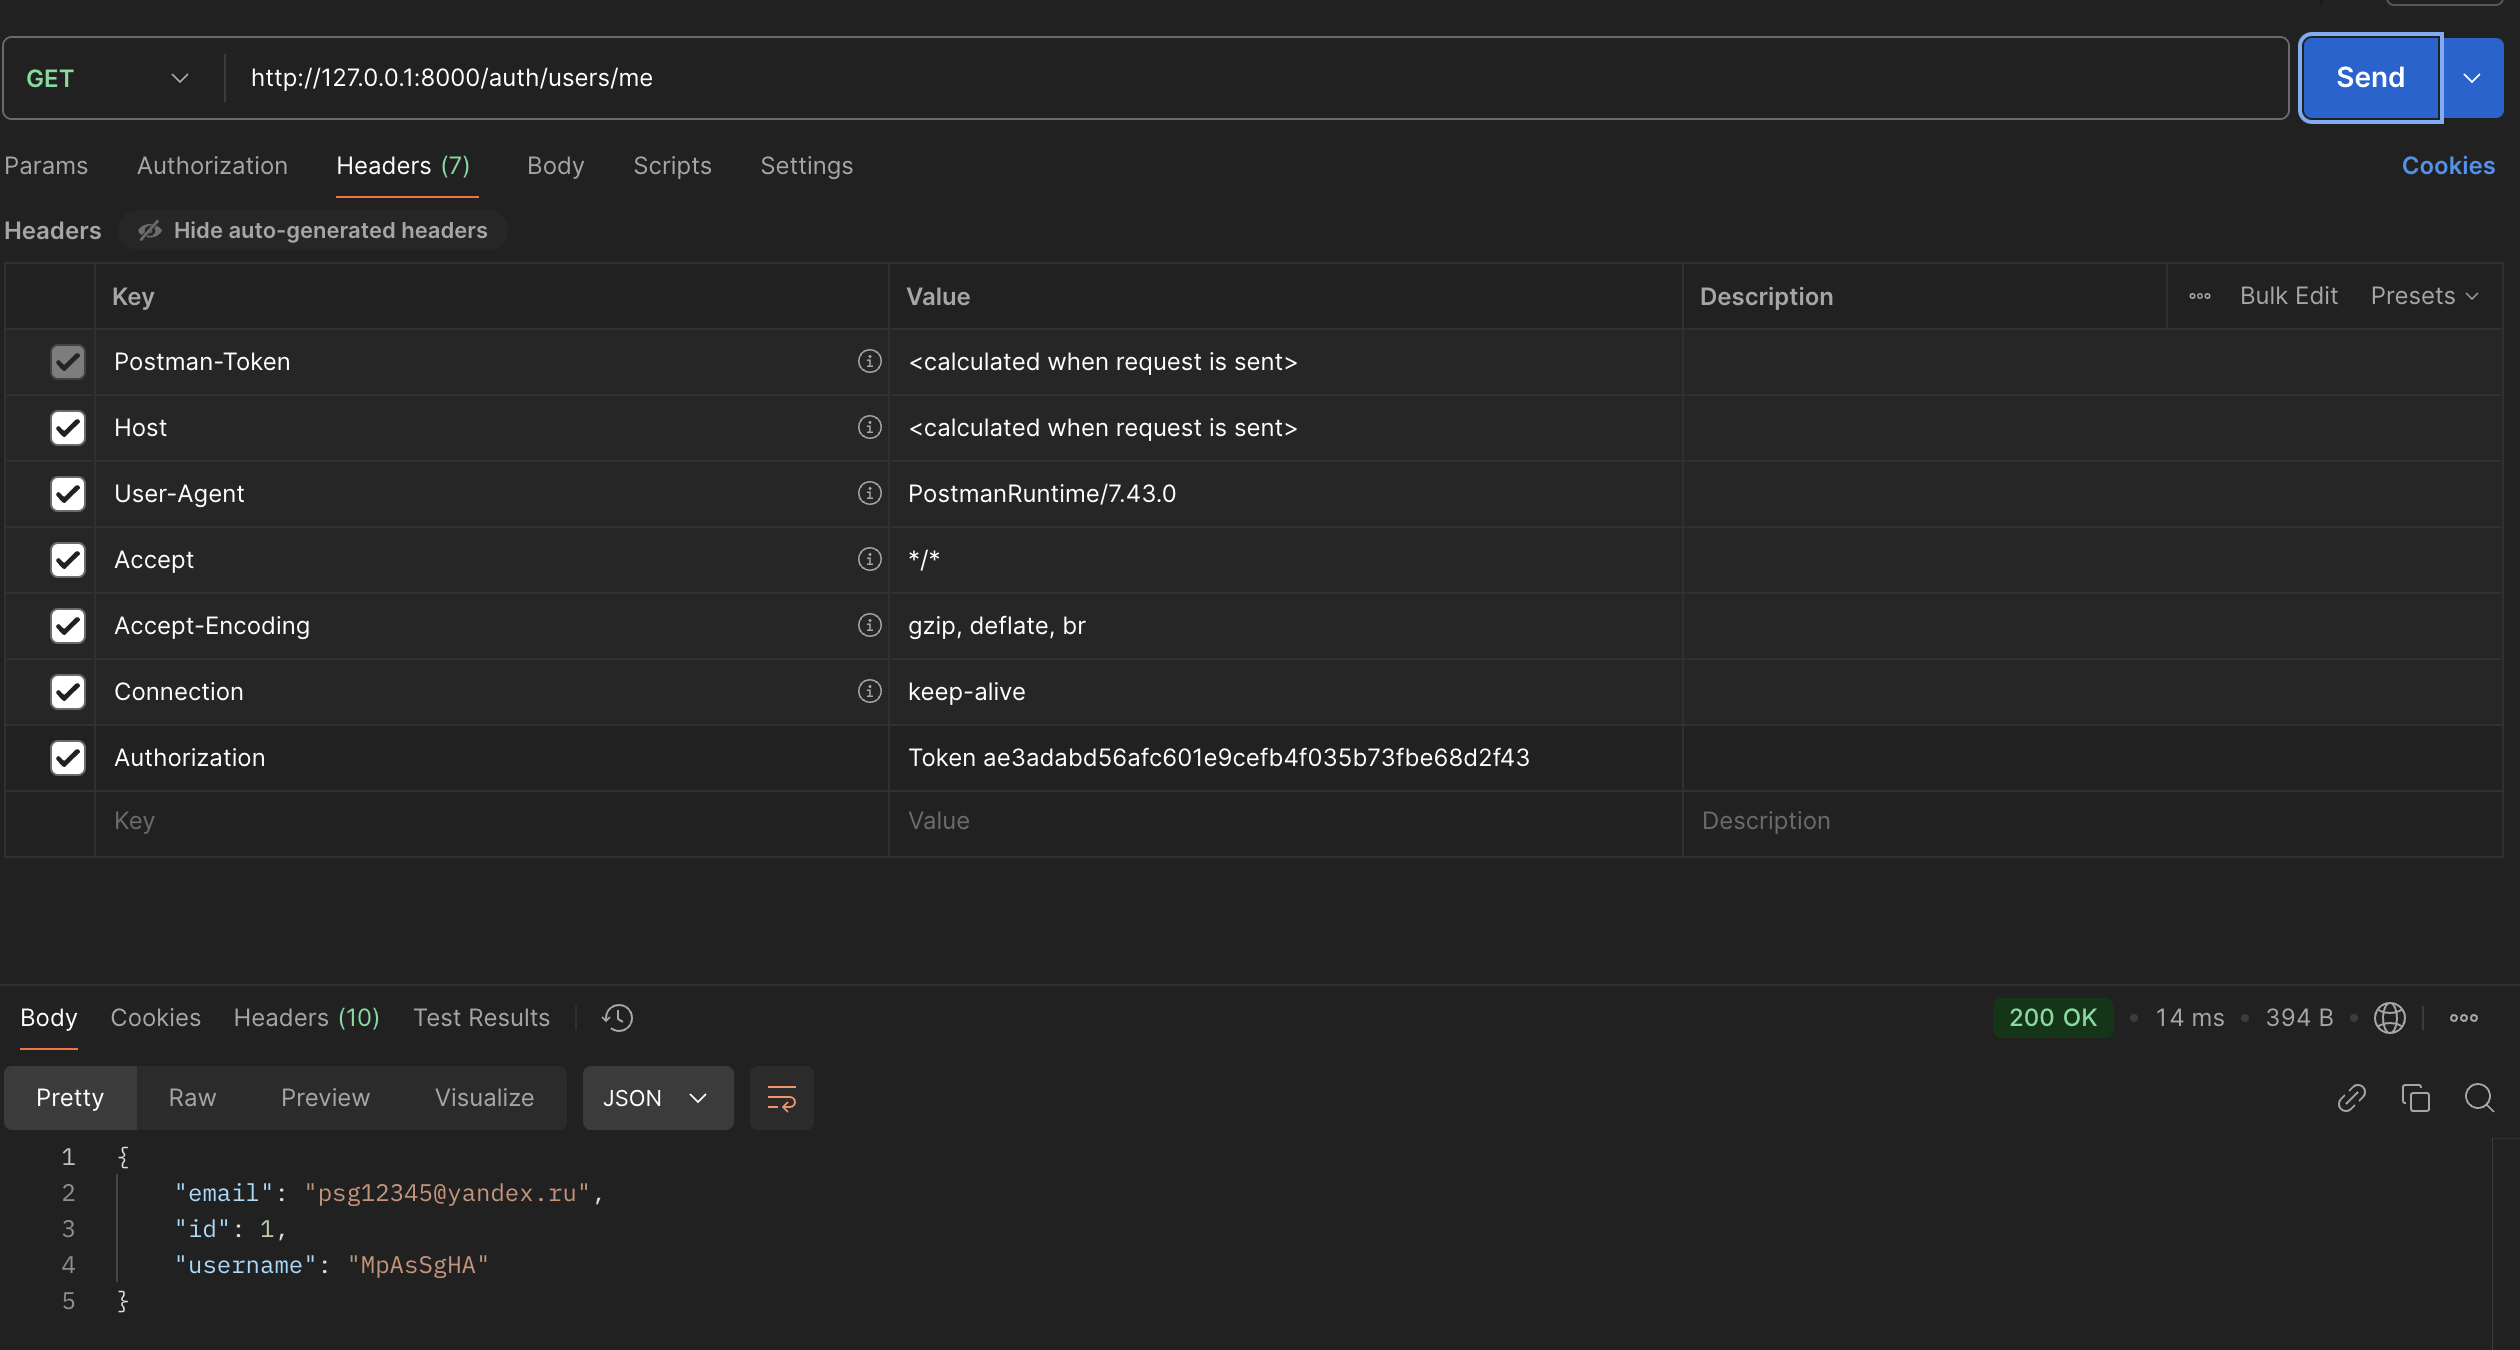 GET http://127.0.0.1:8000/auth/users/me Send
Params Authorization Headers (7) Body Scripts Settings Cookies
Headers Hide auto-generated headers
Key Value Description Bulk Edit Presets
Postman-Token <calculated when request is sent>
Host <calculated when request is sent>
User-Agent PostmanRuntime/7.43.0
Accept */*
Accept-Encoding gzip, deflate, br
Connection keep-alive
Authorization Token ae3adabd56afc601e9cefb4f035b73fbe68d2f43
Key Value Description
Body Cookies Headers (10) Test Results 200 OK • 14 ms • 394 B •
Pretty Raw Preview Visualize JSON
1 {
2 "email": "psg12345@yandex.ru",
3 "id": 1,
4 "username": "MpAsSgHA"
5 }